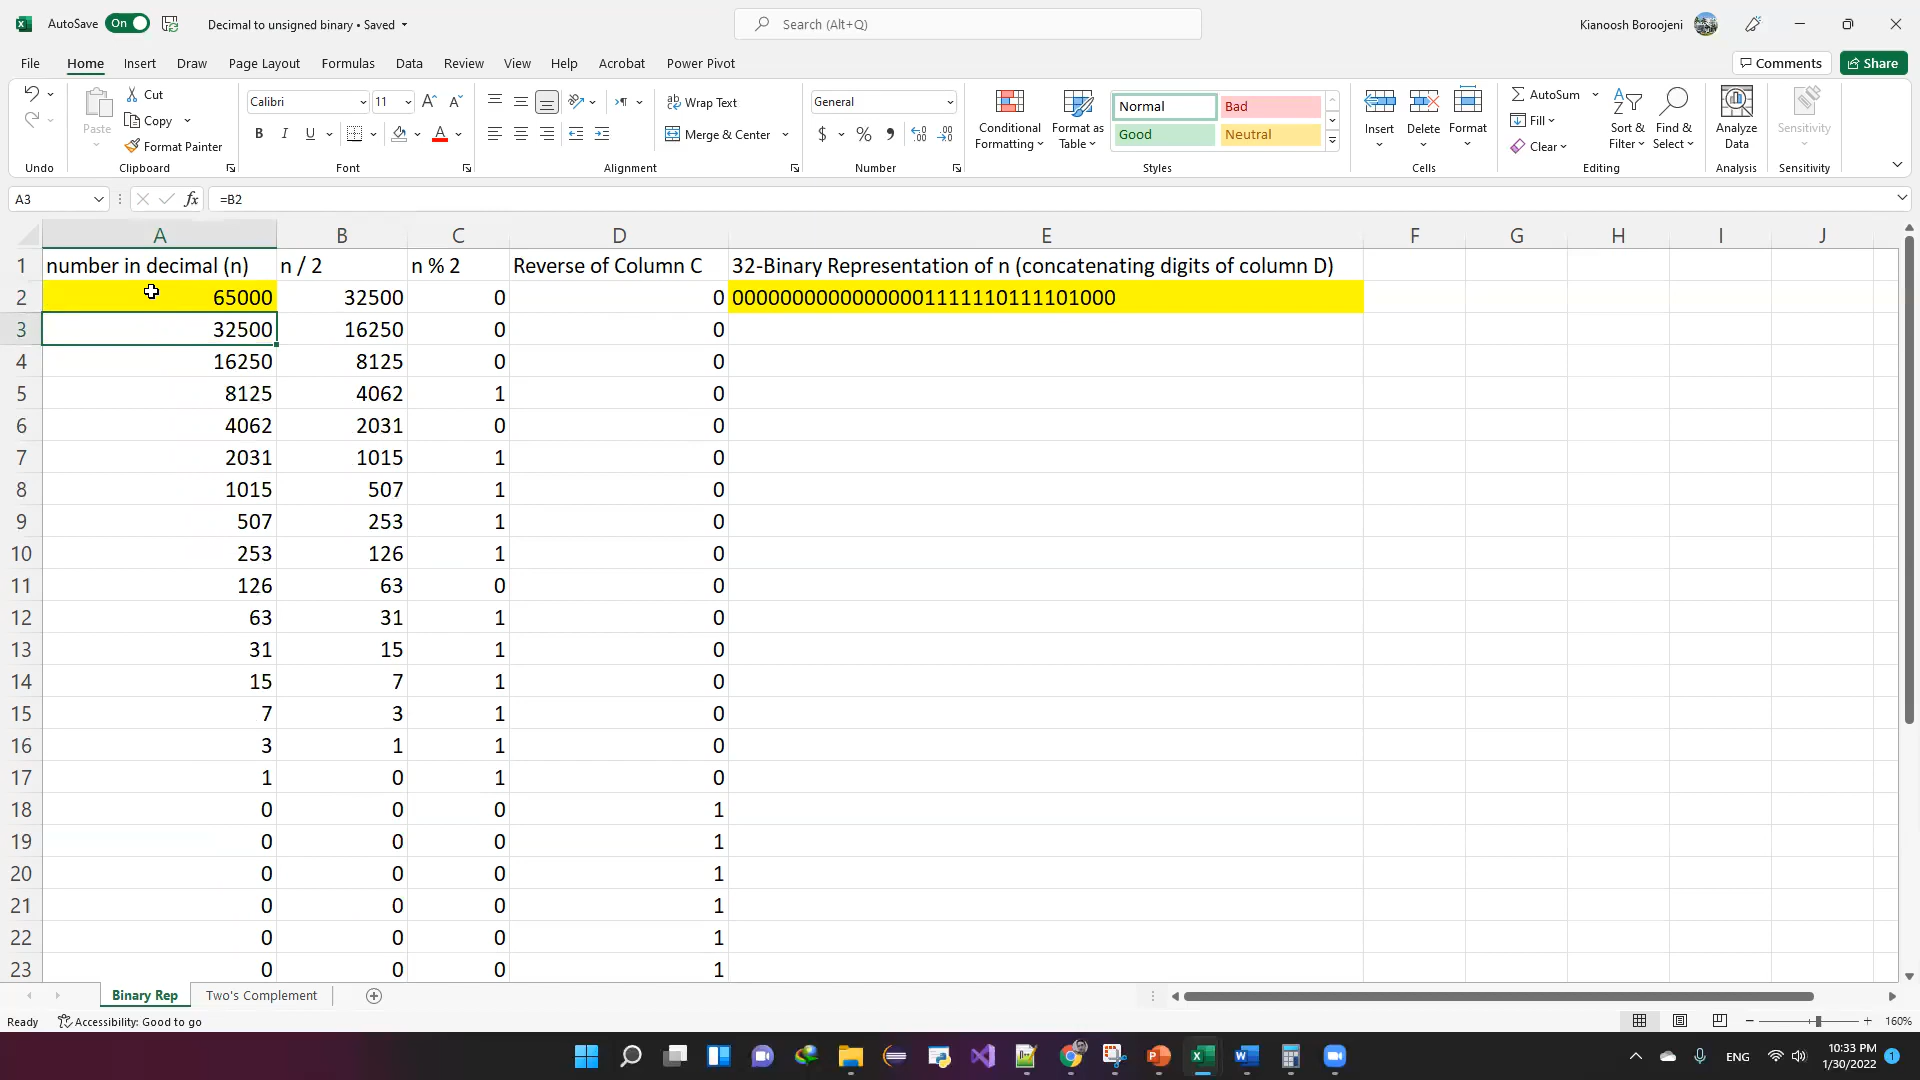 AutoSave On Decimal to unsigned binary • Saved Search (Alt+Q) Kianoosh Boroojeni
File Home Insert Draw Page Layout Formulas Data Review View Help Acrobat Power Pivot Comments Share
Cut Calibri 11 Wrap Text General Normal Bad AutoSum
Paste Copy Conditional Formatting Format as Table Insert Delete Format Fill Sort & Filter Find & Select Analyze Data Sensitivity
Format Painter B I U Merge & Center $ % Good Neutral Clear
Undo Clipboard Font Alignment Number Styles Cells Editing Analysis Sensitivity
A3 fx =B2
A B C D E F G H I J
1 number in decimal (n) n / 2 n % 2 Reverse of Column C 32-Binary Representation of n (concatenating digits of column D)
2 65000 32500 0 0 00000000000000001111110111101000
3 32500 16250 0 0
4 16250 8125 0 0
5 8125 4062 1 0
6 4062 2031 0 0
7 2031 1015 1 0
8 1015 507 1 0
9 507 253 1 0
10 253 126 1 0
11 126 63 0 0
12 63 31 1 0
13 31 15 1 0
14 15 7 1 0
15 7 3 1 0
16 3 1 1 0
17 1 0 1 0
18 0 0 0 1
19 0 0 0 1
20 0 0 0 1
21 0 0 0 1
22 0 0 0 1
23 0 0 0 1
Binary Rep Two's Complement
Ready Accessibility: Good to go 160%
ENG 10:33 PM 1
1/30/2022